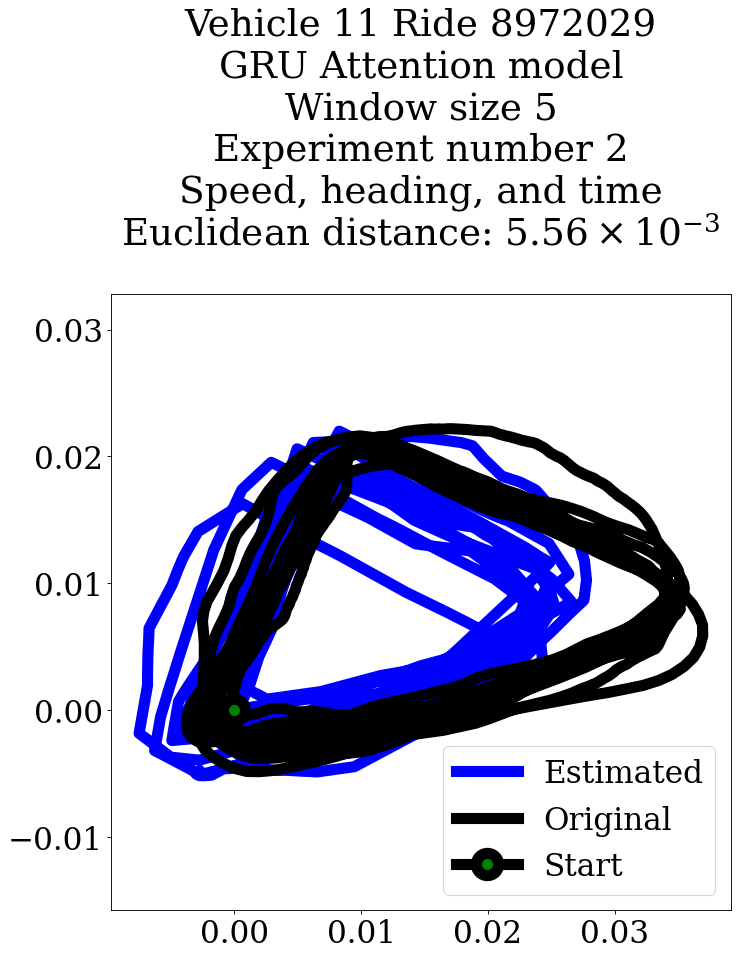 Vehicle 11 Ride 8972029
GRU Attention model
Window size 5
Experiment number 2
Speed, heading, and time
Euclidean distance: 5.56 × 10⁻³
0.03
0.02
0.01
0.00
−0.01
Estimated
Original
Start
0.00 0.01 0.02 0.03